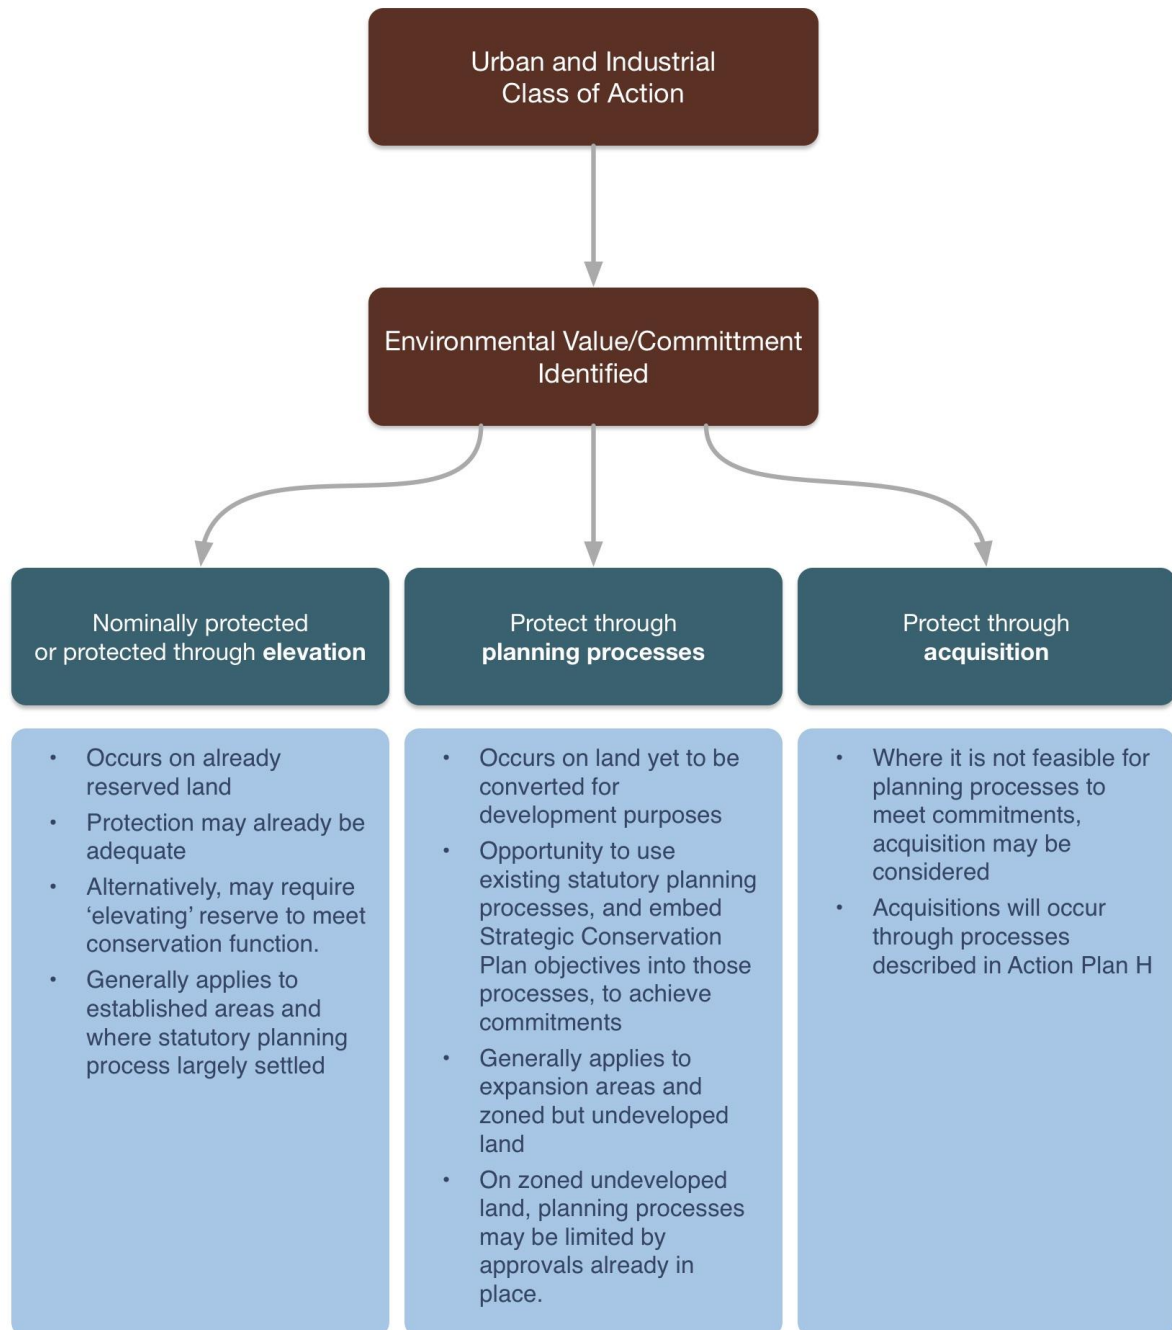 Urban and Industrial
Class of Action
Environmental Value/Committment
Identified
Nominally protected
or protected through elevation
Protect through
planning processes
Protect through
acquisition
• Occurs on already
reserved land
• Protection may already be
adequate
• Alternatively, may require
‘elevating’ reserve to meet
conservation function.
• Generally applies to
established areas and
where statutory planning
process largely settled
• Occurs on land yet to be
converted for
development purposes
• Opportunity to use
existing statutory planning
processes, and embed
Strategic Conservation
Plan objectives into those
processes, to achieve
commitments
• Generally applies to
expansion areas and
zoned but undeveloped
land
• On zoned undeveloped
land, planning processes
may be limited by
approvals already in
place.
• Where it is not feasible for
planning processes to
meet commitments,
acquisition may be
considered
• Acquisitions will occur
through processes
described in Action Plan H